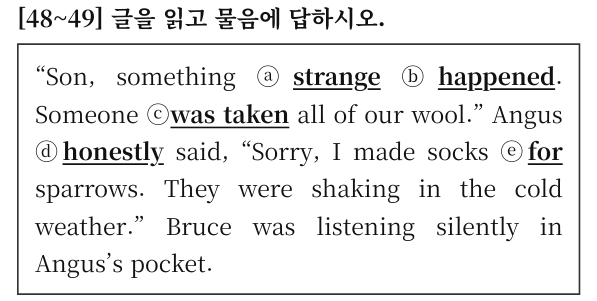 [48~49] 글을 읽고 물음에 답하시오.
“Son, something ⓐ strange ⓑ happened.
Someone ⓒwas taken all of our wool.” Angus
ⓓ honestly said, “Sorry, I made socks ⓔ for
sparrows. They were shaking in the cold
weather.” Bruce was listening silently in
Angus’s pocket.